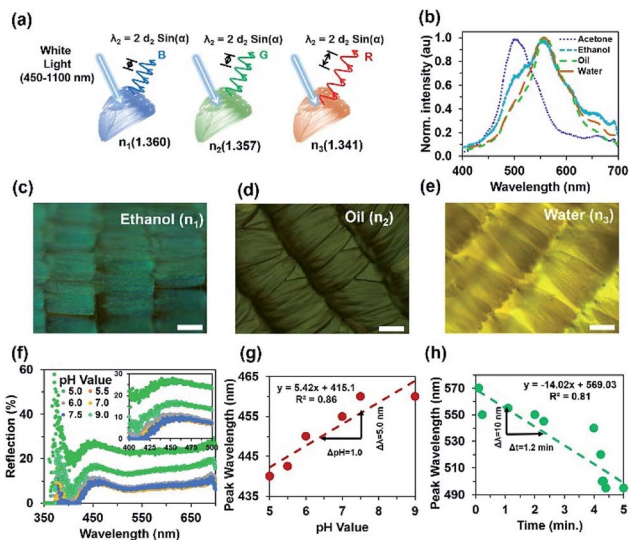 (a)
λ₂ = 2 d₂ Sin(α) λ₂ = 2 d₂ Sin(α) λ₂ = 2 d₂ Sin(α)
White
Light
(450-1100 nm)
B
G
R
n₁(1.360)
n₂(1.357)
n₃(1.341)
(b)
Norm. Intensity (au)
1.0
0.8
0.6
0.4
0.2
0.0
Acetone
Ethanol
Oil
Water
400 500 600 700
Wavelength (nm)
(c)
Ethanol (n₁)
(d)
Oil (n₂)
(e)
Water (n₃)
(f)
Reflection (%)
60
40
20
0
pH Value
5.0 5.5
6.0 7.0
7.5 9.0
30
20
10
0
400 425 450 475 500
350 450 550 650
Wavelength (nm)
(g)
Peak Wavelength (nm)
465
455
445
435
y = 5.42x + 415.1
R² = 0.86
Δλ=5.0 nm
ΔpH=1.0
5 6 7 8 9
pH Value
(h)
Peak Wavelength (nm)
570
550
530
510
490
y = -14.02x + 569.03
R² = 0.81
Δλ=10 nm
Δt=1.2 min
0 1 2 3 4 5
Time (min.)